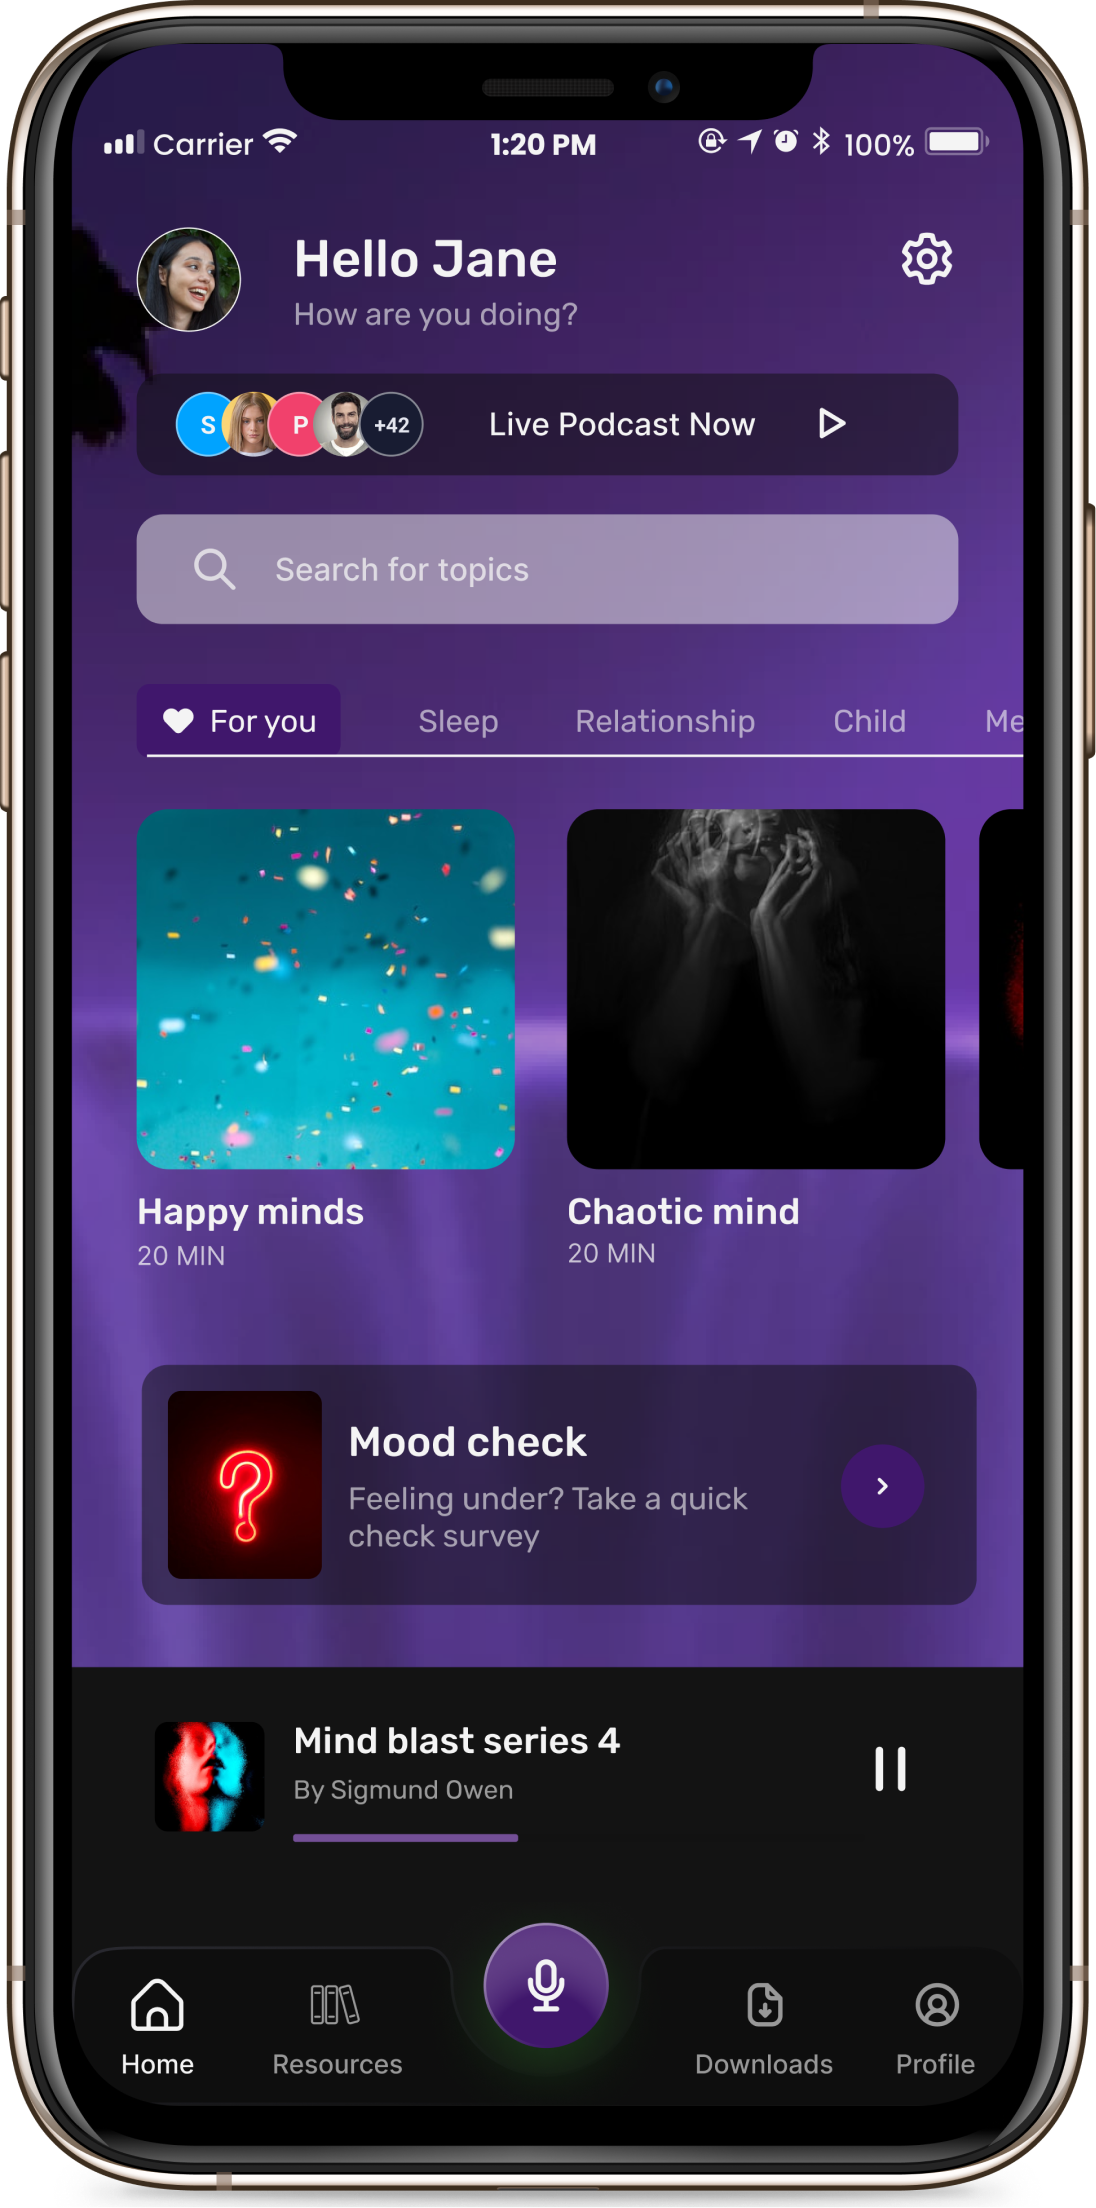 Carrier 1:20 PM 100%
Hello Jane
How are you doing?
S P +42 Live Podcast Now
Search for topics
For you Sleep Relationship Child Me
Happy minds Chaotic mind
20 MIN 20 MIN
Mood check
Feeling under? Take a quick
check survey
Mind blast series 4
By Sigmund Owen
Home Resources Downloads Profile